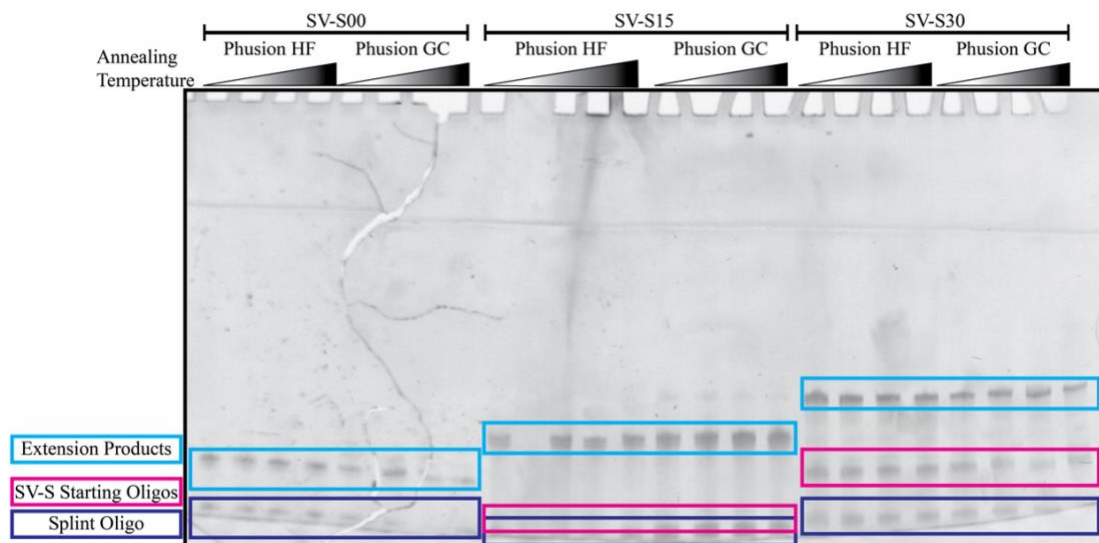 SV-S00 SV-S15 SV-S30
Phusion HF Phusion GC Phusion HF Phusion GC Phusion HF Phusion GC
Annealing
Temperature
Extension Products
SV-S Starting Oligos
Splint Oligo